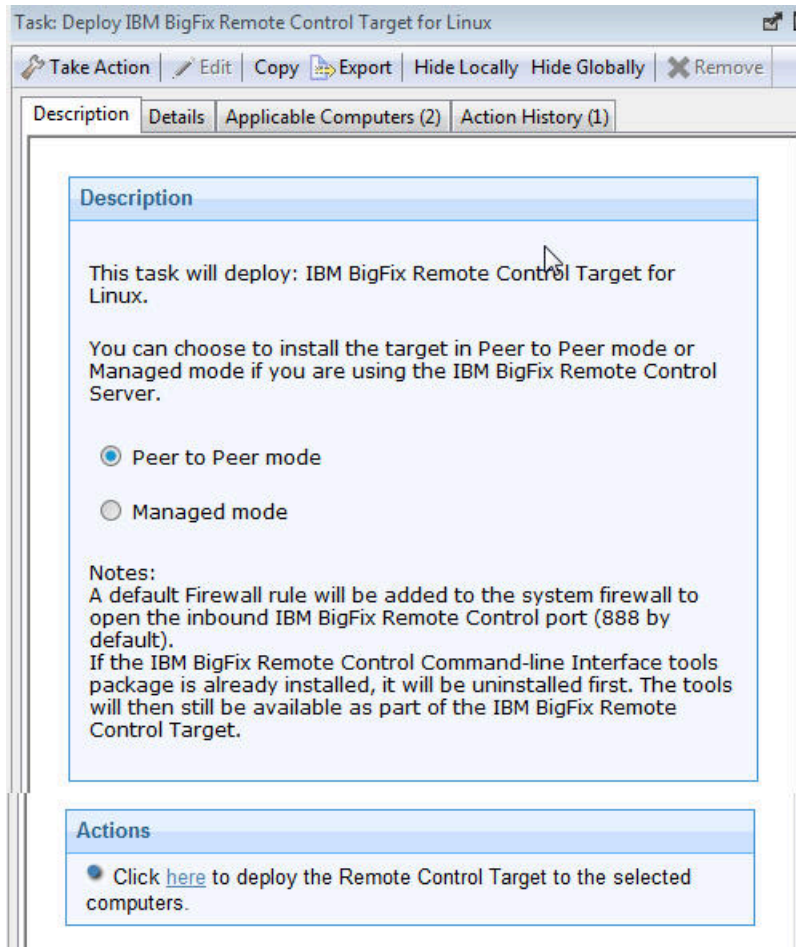 Task: Deploy IBM BigFix Remote Control Target for Linux
Take Action Edit Copy Export Hide Locally Hide Globally Remove
Description Details Applicable Computers (2) Action History (1)
Description
This task will deploy: IBM BigFix Remote Control Target for
Linux.
You can choose to install the target in Peer to Peer mode or
Managed mode if you are using the IBM BigFix Remote Control
Server.
Peer to Peer mode
Managed mode
Notes:
A default Firewall rule will be added to the system firewall to
open the inbound IBM BigFix Remote Control port (888 by
default).
If the IBM BigFix Remote Control Command-line Interface tools
package is already installed, it will be uninstalled first. The tools
will then still be available as part of the IBM BigFix Remote
Control Target.
Actions
Click here to deploy the Remote Control Target to the selected
computers.